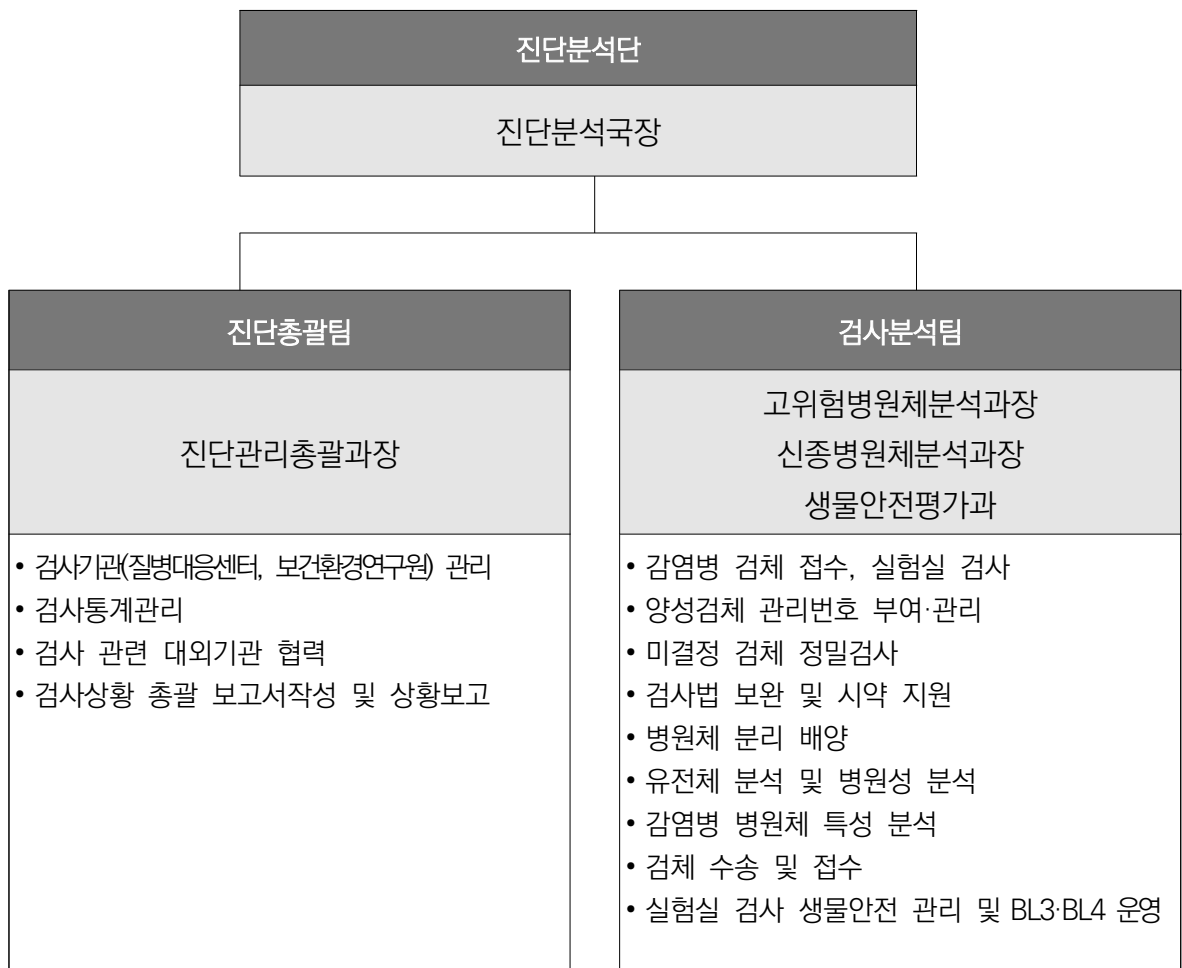 진단분석단
진단분석국장
진단총괄팀
진단관리총괄과장
• 검사기관(질병대응센터, 보건환경연구원) 관리
• 검사통계관리
• 검사 관련 대외기관 협력
• 검사상황 총괄 보고서작성 및 상황보고
검사분석팀
고위험병원체분석과장
신종병원체분석과장
생물안전평가과
• 감염병 검체 접수, 실험실 검사
• 양성검체 관리번호 부여·관리
• 미결정 검체 정밀검사
• 검사법 보완 및 시약 지원
• 병원체 분리 배양
• 유전체 분석 및 병원성 분석
• 감염병 병원체 특성 분석
• 검체 수송 및 접수
• 실험실 검사 생물안전 관리 및 BL3·BL4 운영